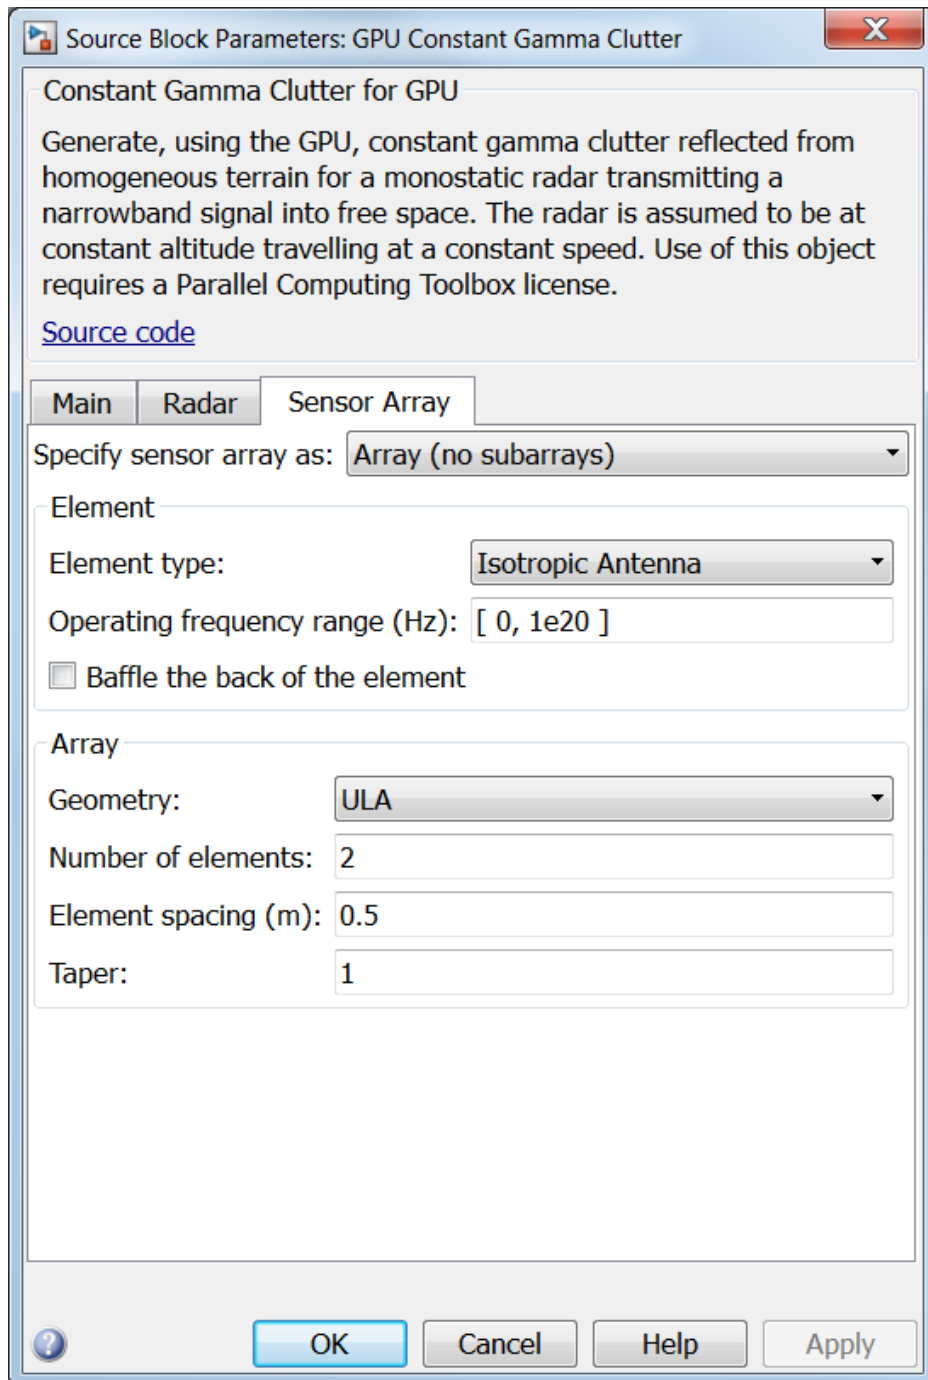 Source Block Parameters: GPU Constant Gamma Clutter
X
Constant Gamma Clutter for GPU
Generate, using the GPU, constant gamma clutter reflected from
homogeneous terrain for a monostatic radar transmitting a
narrowband signal into free space. The radar is assumed to be at
constant altitude travelling at a constant speed. Use of this object
requires a Parallel Computing Toolbox license.
Source code
Main Radar Sensor Array
Specify sensor array as: Array (no subarrays)
Element
Element type: Isotropic Antenna
Operating frequency range (Hz): [ 0, 1e20 ]
Baffle the back of the element
Array
Geometry: ULA
Number of elements: 2
Element spacing (m): 0.5
Taper: 1
? OK Cancel Help Apply